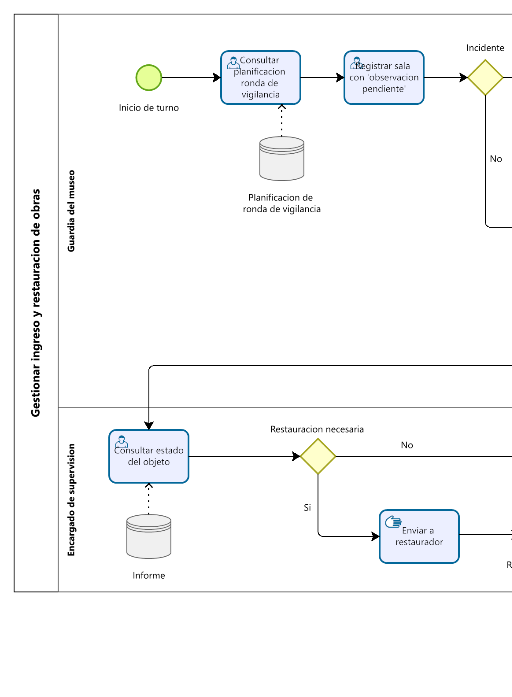 Gestionar ingreso y restauracion de obras
Guardia del museo
Inicio de turno
Consultar
planificacion
ronda de
vigilancia
Planificacion de
ronda de vigilancia
Registrar sala
con 'observacion
pendiente'
Incidente
No
Encargado de supervision
Consultar estado
del objeto
Informe
Restauracion necesaria
No
Si
Enviar a
restaurador
R